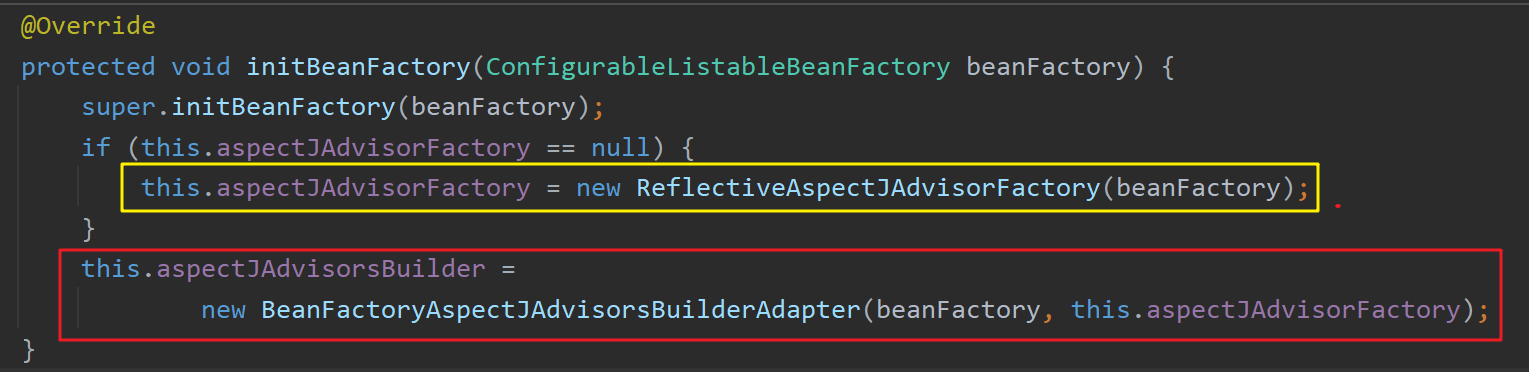 @Override
protected void initBeanFactory(ConfigurableListableBeanFactory beanFactory) {
super.initBeanFactory(beanFactory);
if (this.aspectJAdvisorFactory == null) {
this.aspectJAdvisorFactory = new ReflectiveAspectJAdvisorFactory(beanFactory);
}
this.aspectJAdvisorsBuilder =
new BeanFactoryAspectJAdvisorsBuilderAdapter(beanFactory, this.aspectJAdvisorFactory);
}